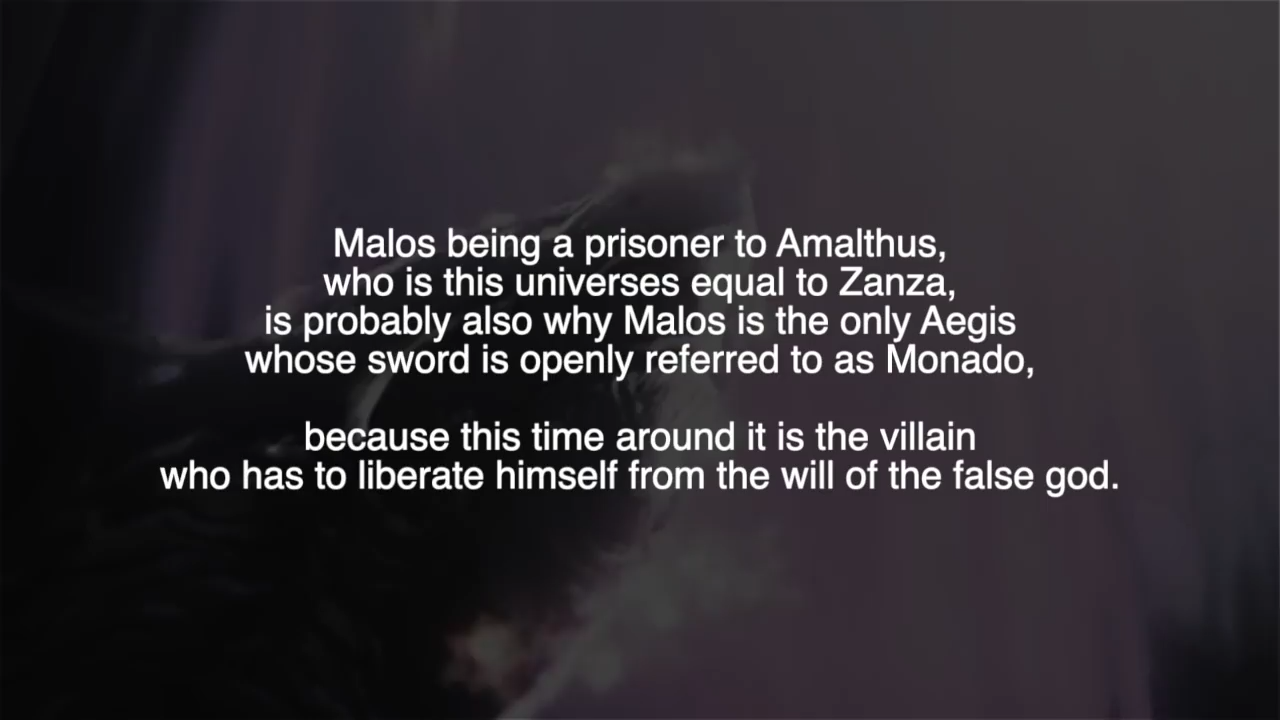 Malos being a prisoner to Amalthus,
who is this universes equal to Zanza,
is probably also why Malos is the only Aegis
whose sword is openly referred to as Monado,
because this time around it is the villain
who has to liberate himself from the will of the false god.